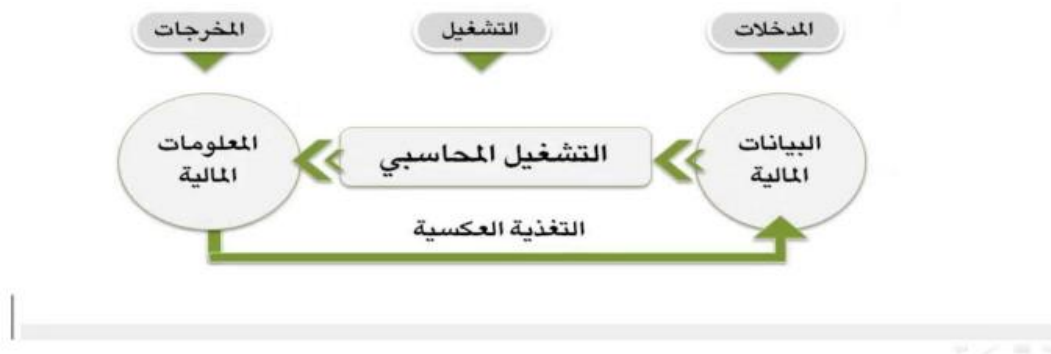 المدخلات
التشغيل
المخرجات
البيانات
المالية
التشغيل المحاسبي
المعلومات
المالية
التغذية العكسية